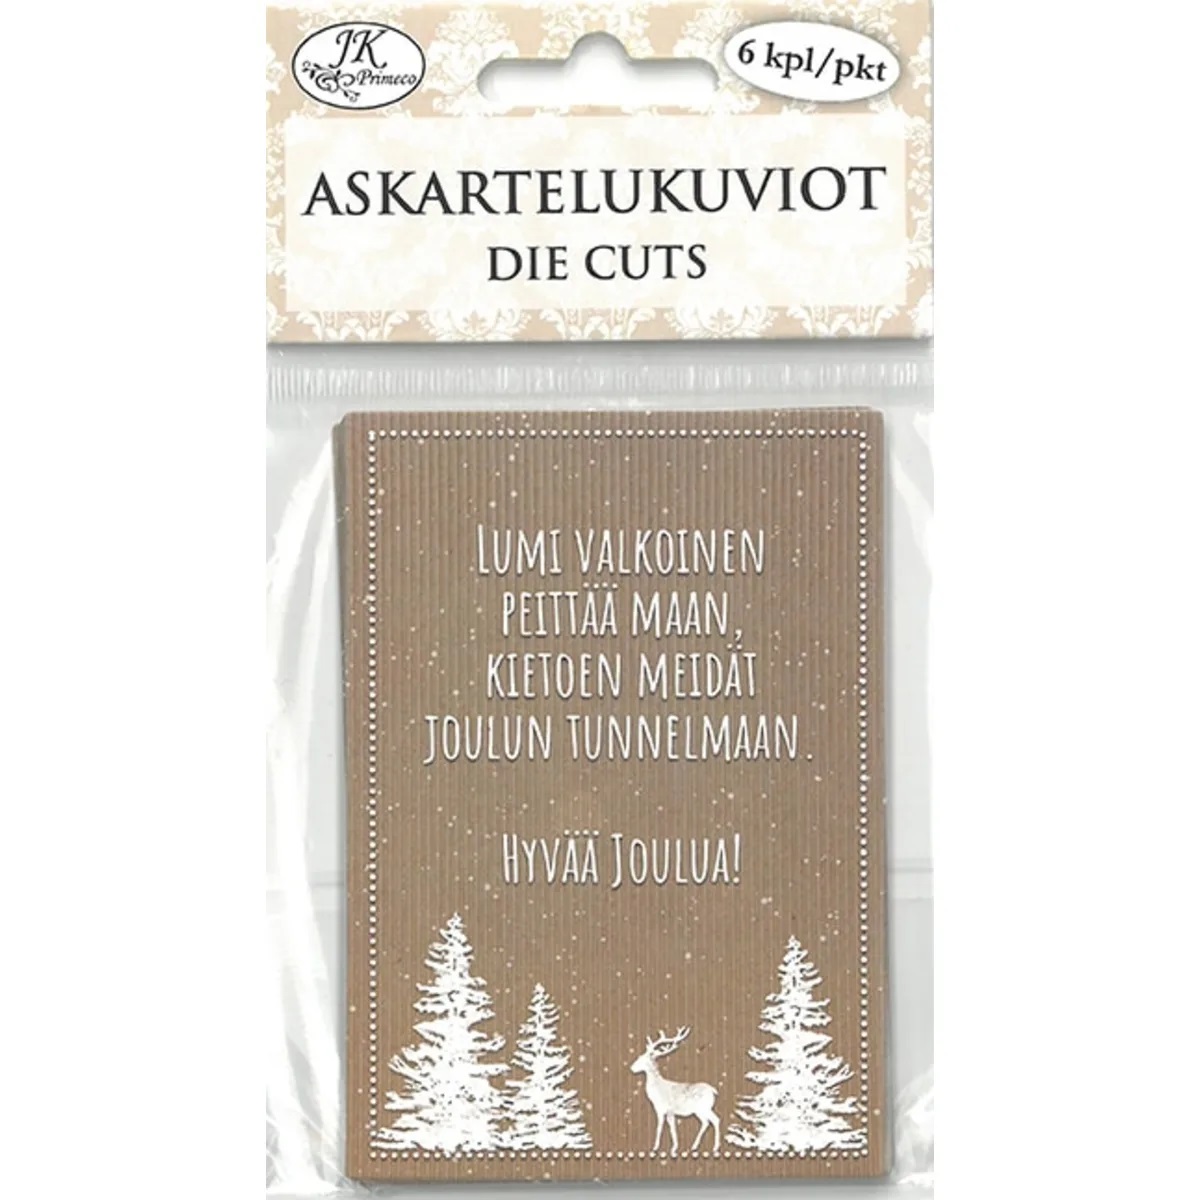 JK
Primeco
6 kpl/pkt
ASKARTELUKUVIOT
DIE CUTS
LUMI VALKOINEN
PEITTÄÄ MAAN,
KIETOEN MEIDÄT
JOULUN TUNNELMAAN.
HYVÄÄ JOULUA!